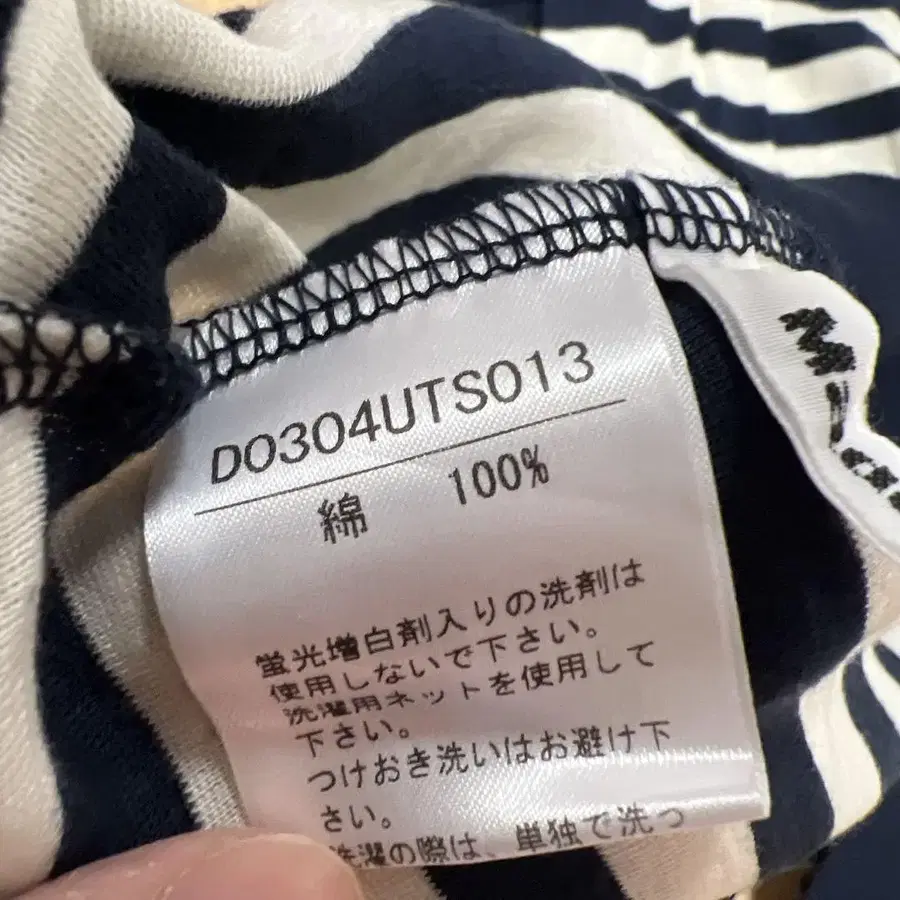 D0304UTS013
綿 100%
蛍光増白剤入りの洗剤は
使用しないで下さい。
洗濯用ネットを使用して
下さい。
つけおき洗いはお避け下
さい。
洗濯の際は、単独で洗っ